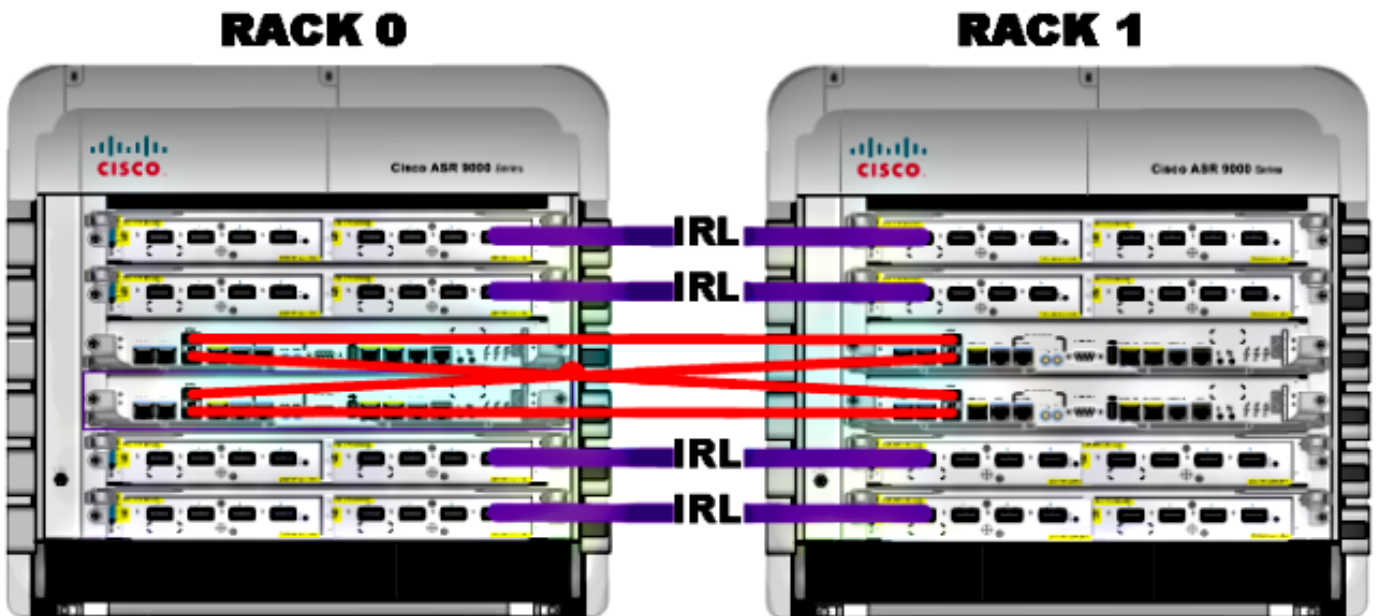 RACK 0
RACK 1
CISCO
Cisco ASR 9000 Series
CISCO
Cisco ASR 9000 Series
IRL
IRL
IRL
IRL